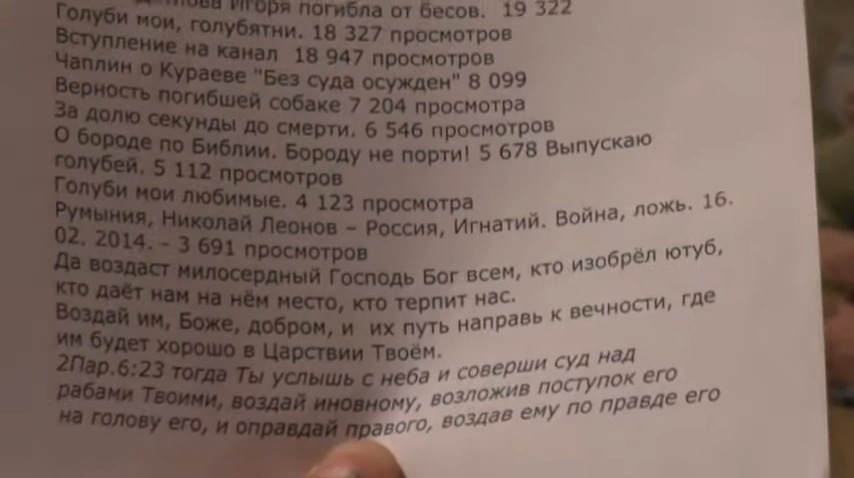 Игоря погибла от бесов. 19 322
Голуби мои, голубятни. 18 327 просмотров
Вступление на канал 18 947 просмотров
Чаплин о Кураеве "Без суда осужден" 8 099
Верность погибшей собаке 7 204 просмотра
За долю секунды до смерти. 6 546 просмотров
О бороде по Библии. Бороду не порти! 5 678 Выпускаю
голубей. 5 112 просмотров
Голуби мои любимые. 4 123 просмотра
Румыния, Николай Леонов – Россия, Игнатий. Война, ложь. 16.
02. 2014. - 3 691 просмотров
Да воздаст милосердный Господь Бог всем, кто изобрёл ютуб,
кто даёт нам на нём место, кто терпит нас.
Воздай им, Боже, добром, и их путь направь к вечности, где
им будет хорошо в Царствии Твоём.
2Пар.6:23 тогда Ты услышь с неба и соверши суд над
рабами Твоими, воздай иновному, возложив поступок его
на голову его, и оправдай правого, воздав ему по правде его